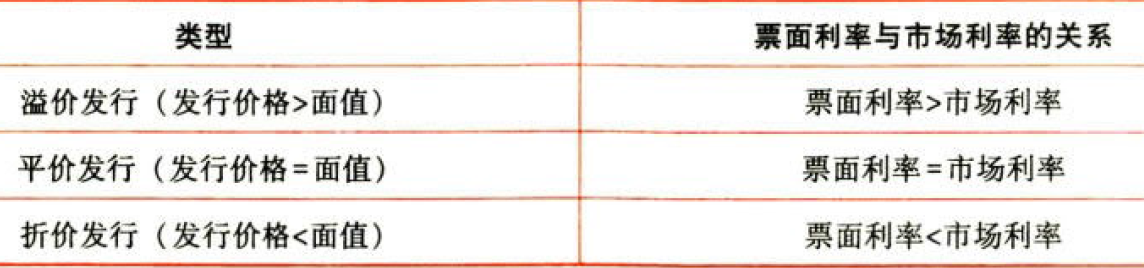 类型 票面利率与市场利率的关系
溢价发行（发行价格>面值） 票面利率>市场利率
平价发行（发行价格=面值） 票面利率=市场利率
折价发行（发行价格<面值） 票面利率<市场利率